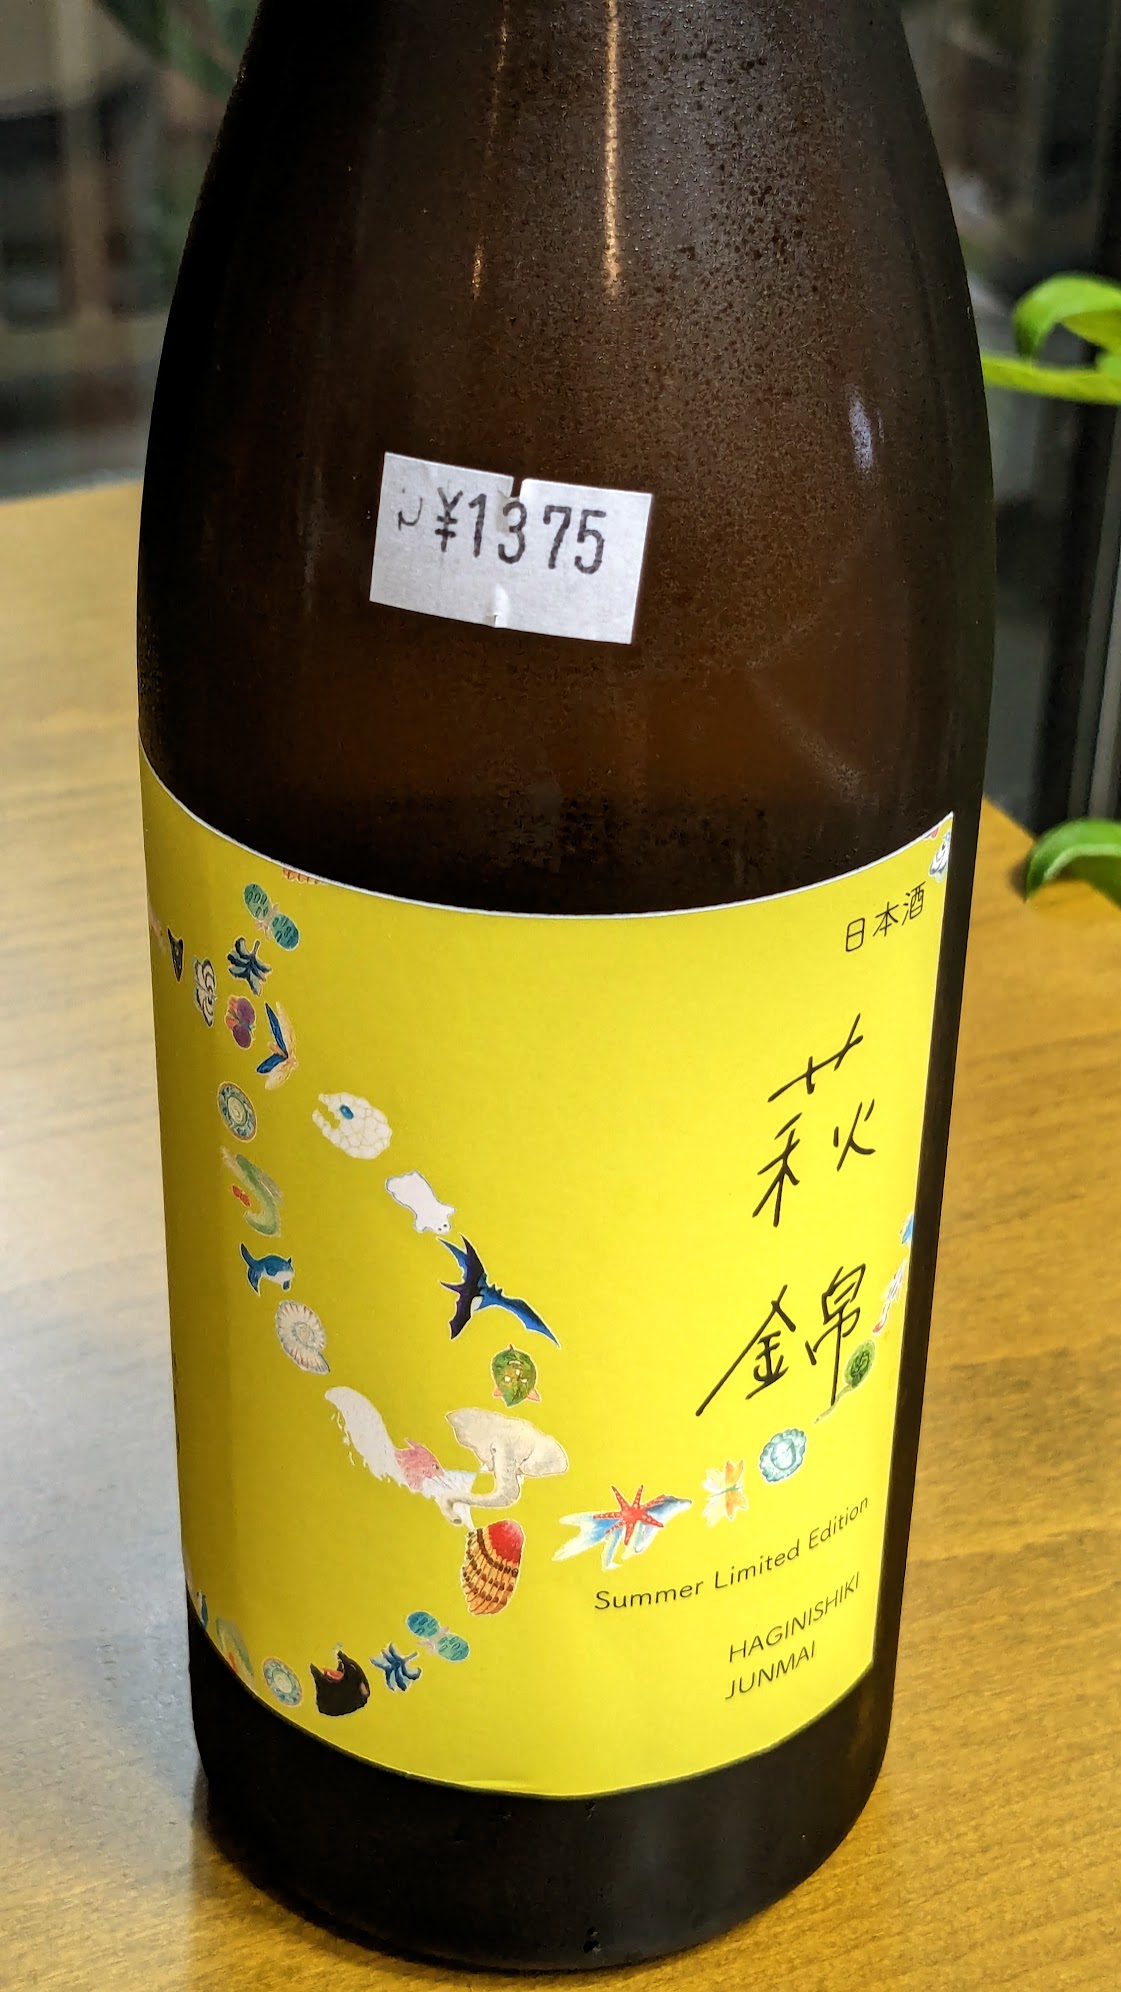 ¥1375
日本酒
萩錦
Summer Limited Edition
HAGINISHIKI
JUNMAI